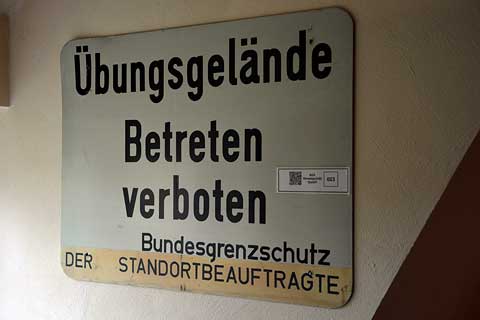 Übungsgelände
Betreten
verboten
Bundesgrenzschutz
DER STANDORTBEAUFTRAGTE